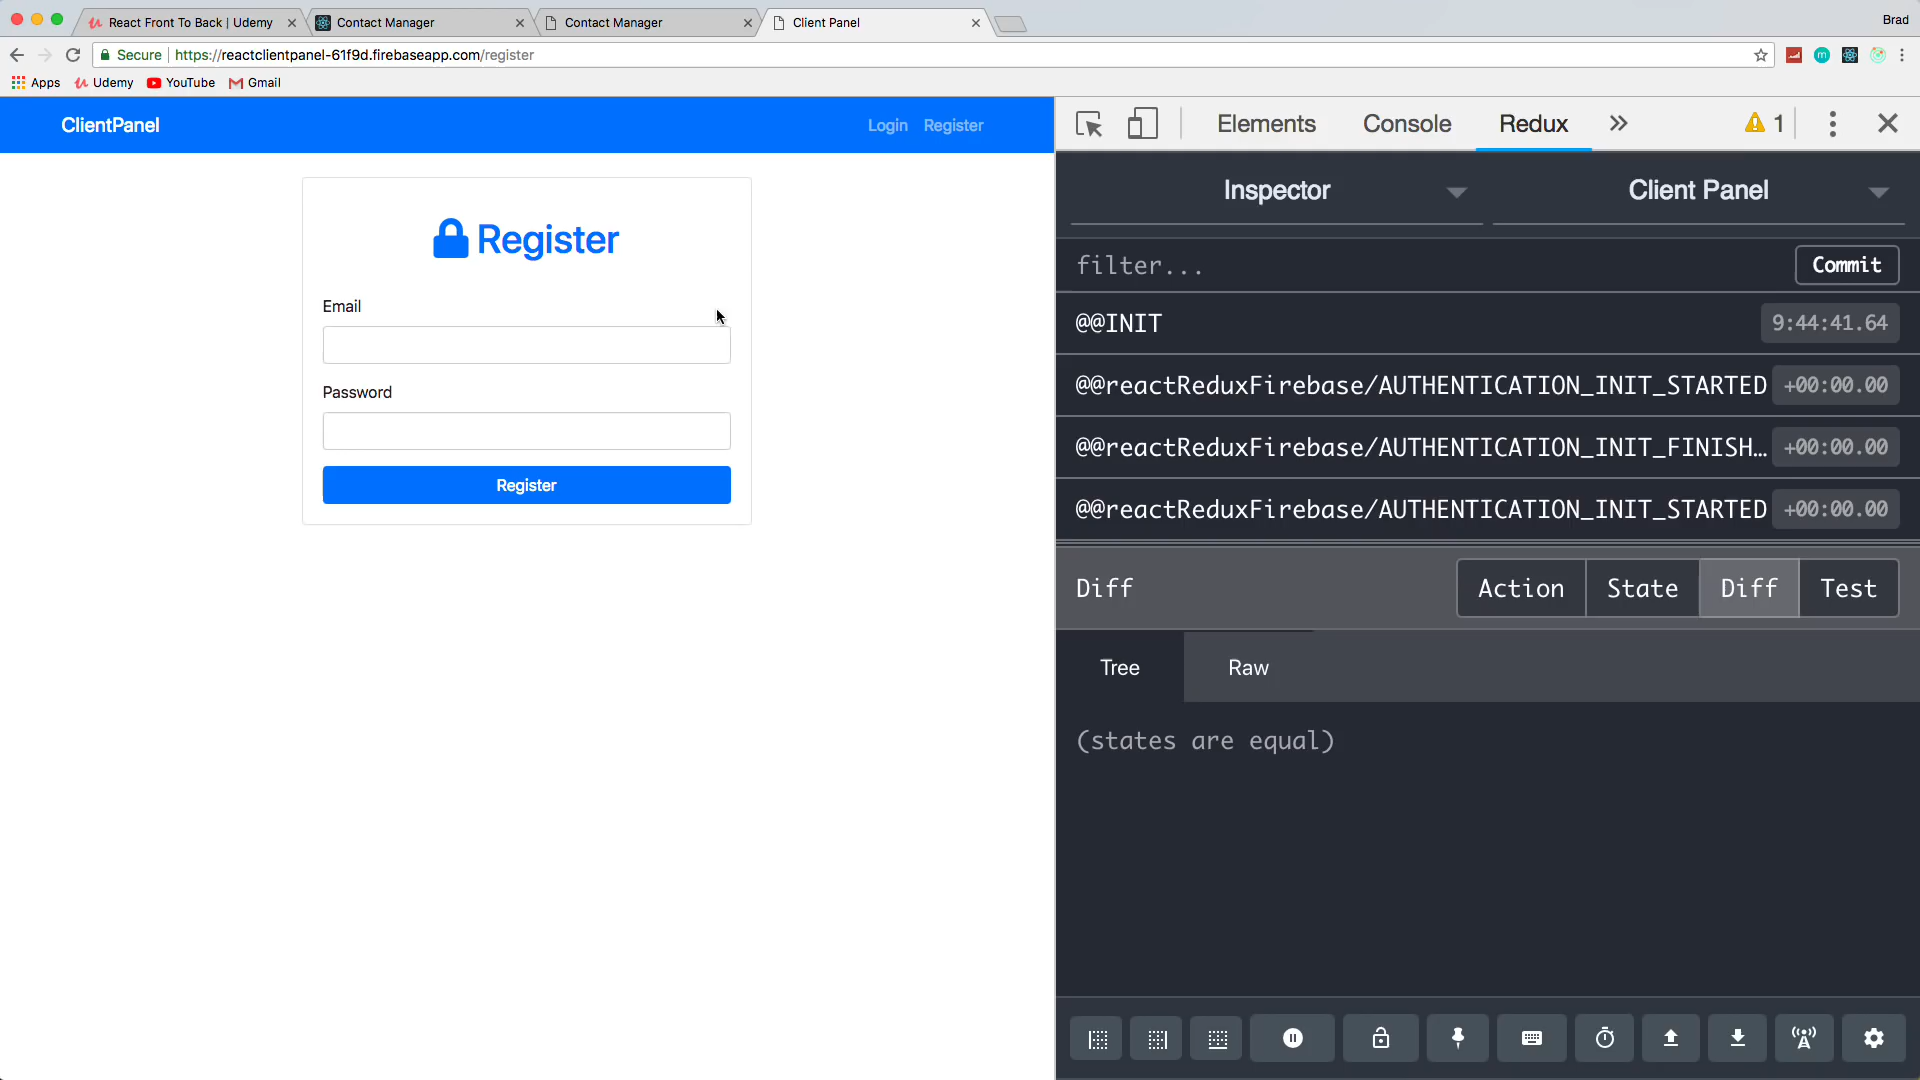 React Front To Back | Udemy
Contact Manager
Contact Manager
Client Panel
Brad
Secure
https://reactclientpanel-61f9d.firebaseapp.com/register
Apps
Udemy
YouTube
Gmail
ClientPanel
Login
Register
Register
Email
Password
Register
Elements
Console
Redux
1
Inspector
Client Panel
filter...
Commit
@@INIT
9:44:41.64
@@reactReduxFirebase/AUTHENTICATION_INIT_STARTED
+00:00.00
@@reactReduxFirebase/AUTHENTICATION_INIT_FINISH…
+00:00.00
@@reactReduxFirebase/AUTHENTICATION_INIT_STARTED
+00:00.00
Diff
Action
State
Diff
Test
Tree
Raw
(states are equal)